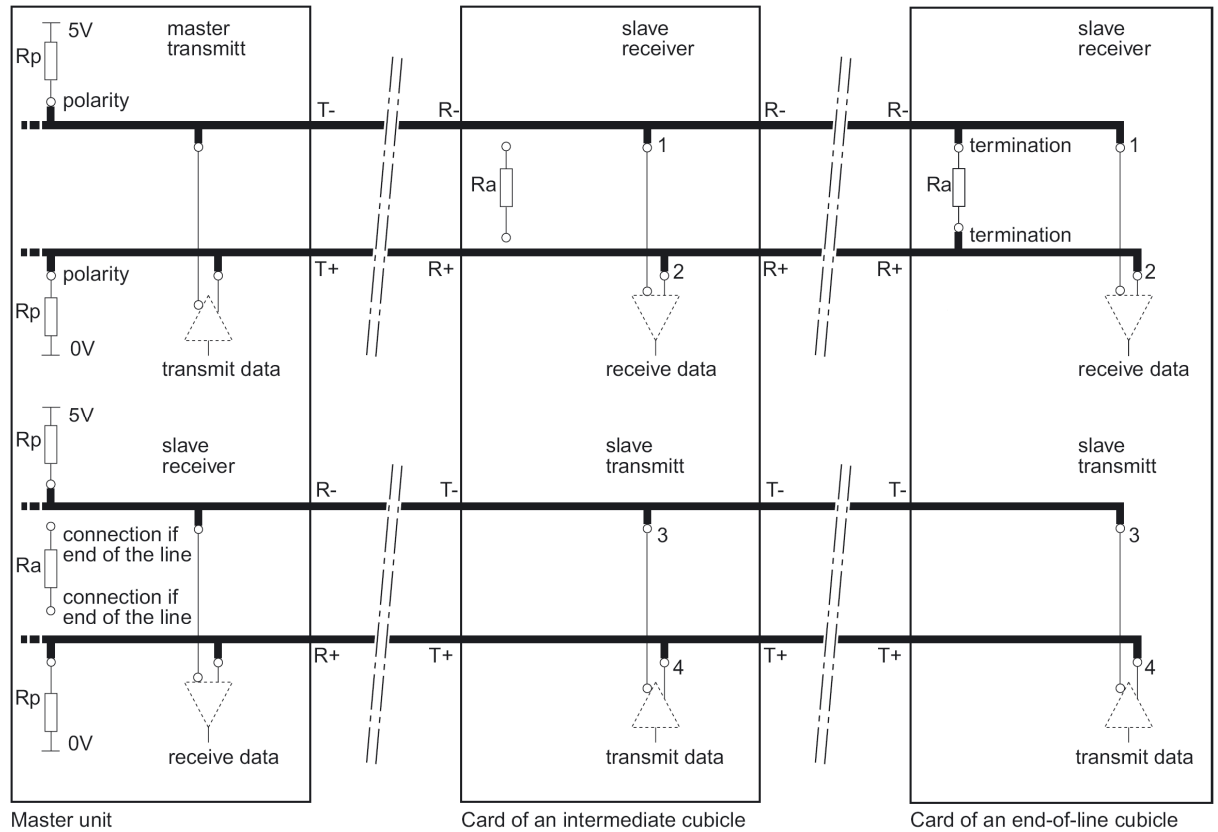 5V
Rp
polarity
master
transmitt
T-
R-
slave
receiver
1
Ra
R-
R-
slave
receiver
termination
1
Ra
termination
polarity
Rp
0V
transmit data
T+
R+
2
receive data
R+
R+
2
receive data
5V
Rp
slave
receiver
R-
T-
slave
transmitt
3
T-
T-
slave
transmitt
3
connection if
end of the line
Ra
connection if
end of the line
Rp
0V
receive data
R+
T+
4
transmit data
T+
T+
4
transmit data
Master unit
Card of an intermediate cubicle
Card of an end-of-line cubicle